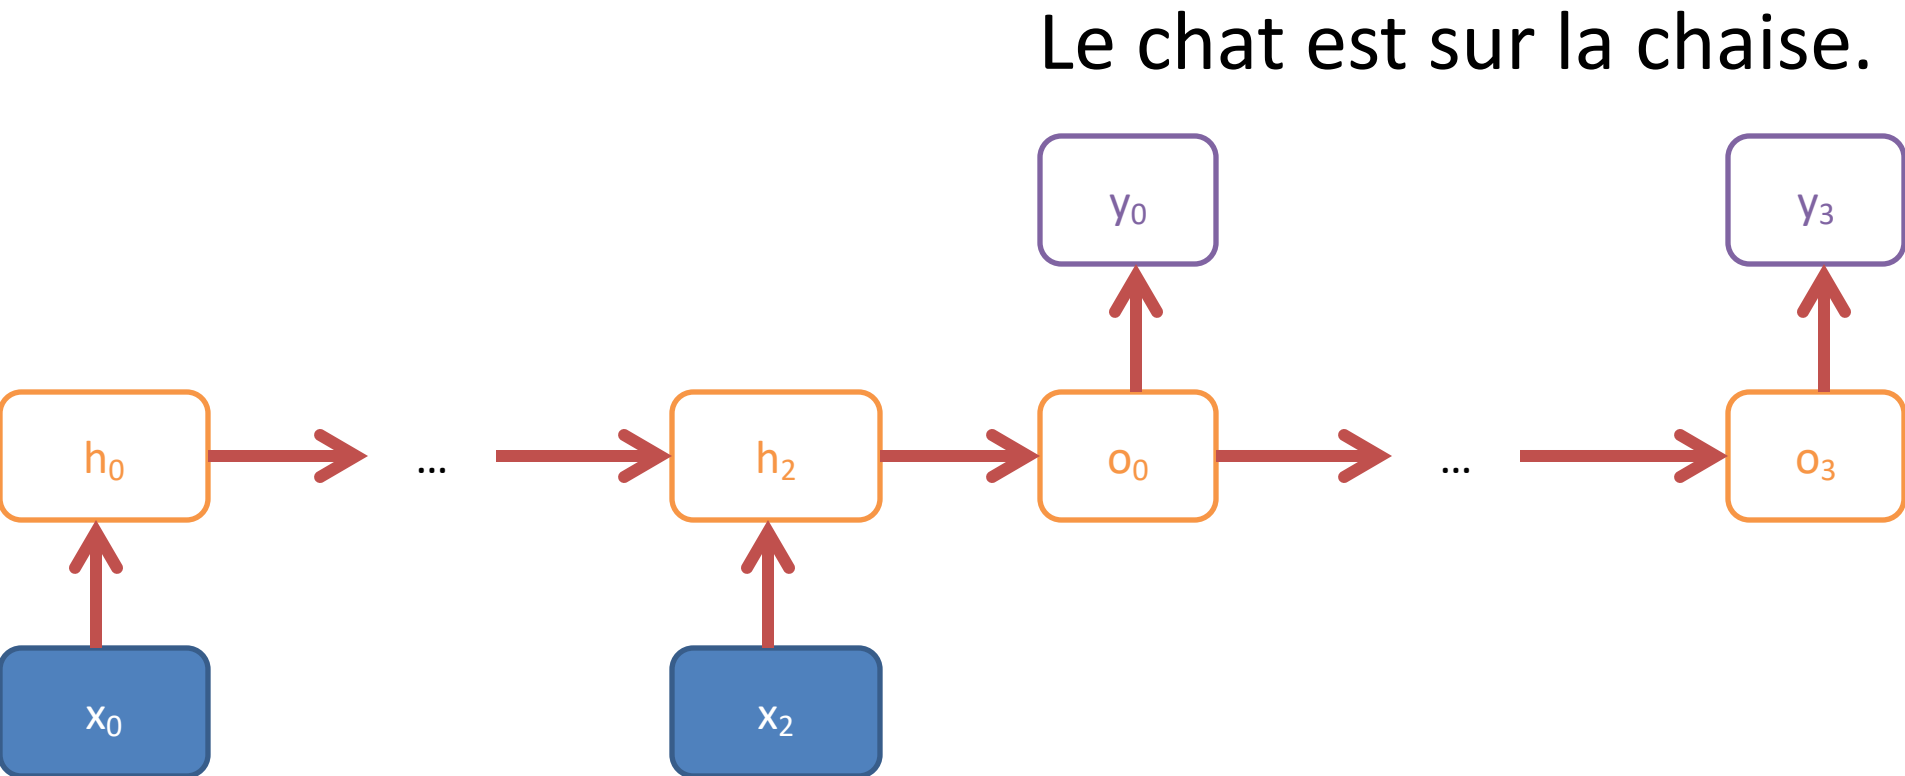 Le chat est sur la chaise.
y₀ y₃
h₀ ... h₂ o₀ ... o₃
x₀ x₂